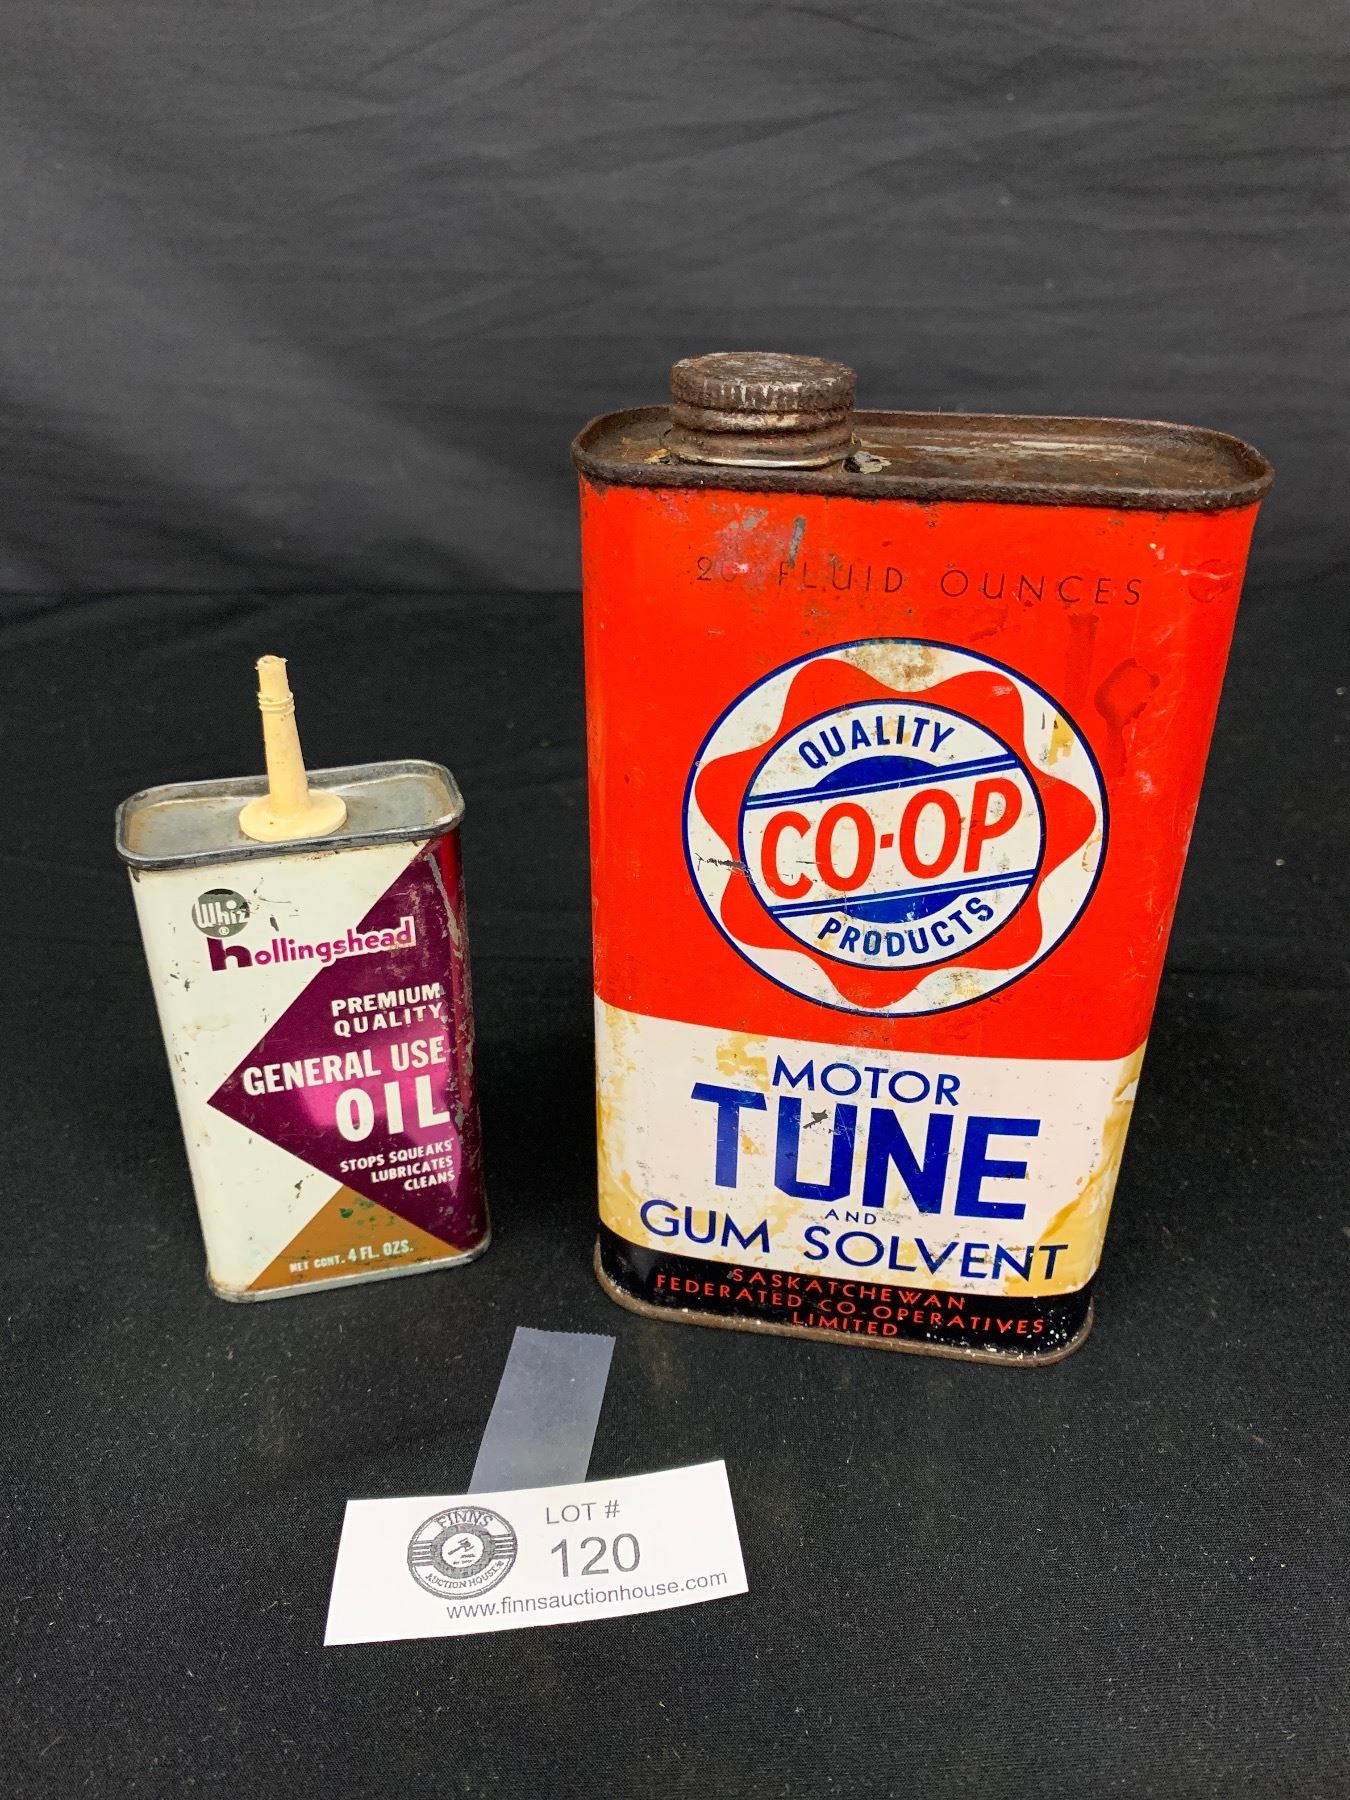 Whiz
®
hollingshead
PREMIUM
QUALITY
GENERAL USE
OIL
STOPS SQUEAKS
LUBRICATES
CLEANS
NET CONT. 4 FL. OZS.
20 FLUID OUNCES
QUALITY
CO-OP
PRODUCTS
MOTOR
TUNE
AND
GUM SOLVENT
SASKATCHEWAN
FEDERATED CO-OPERATIVES
LIMITED
FINNS
AUCTION HOUSE
LOT #
120
www.finnsauctionhouse.com